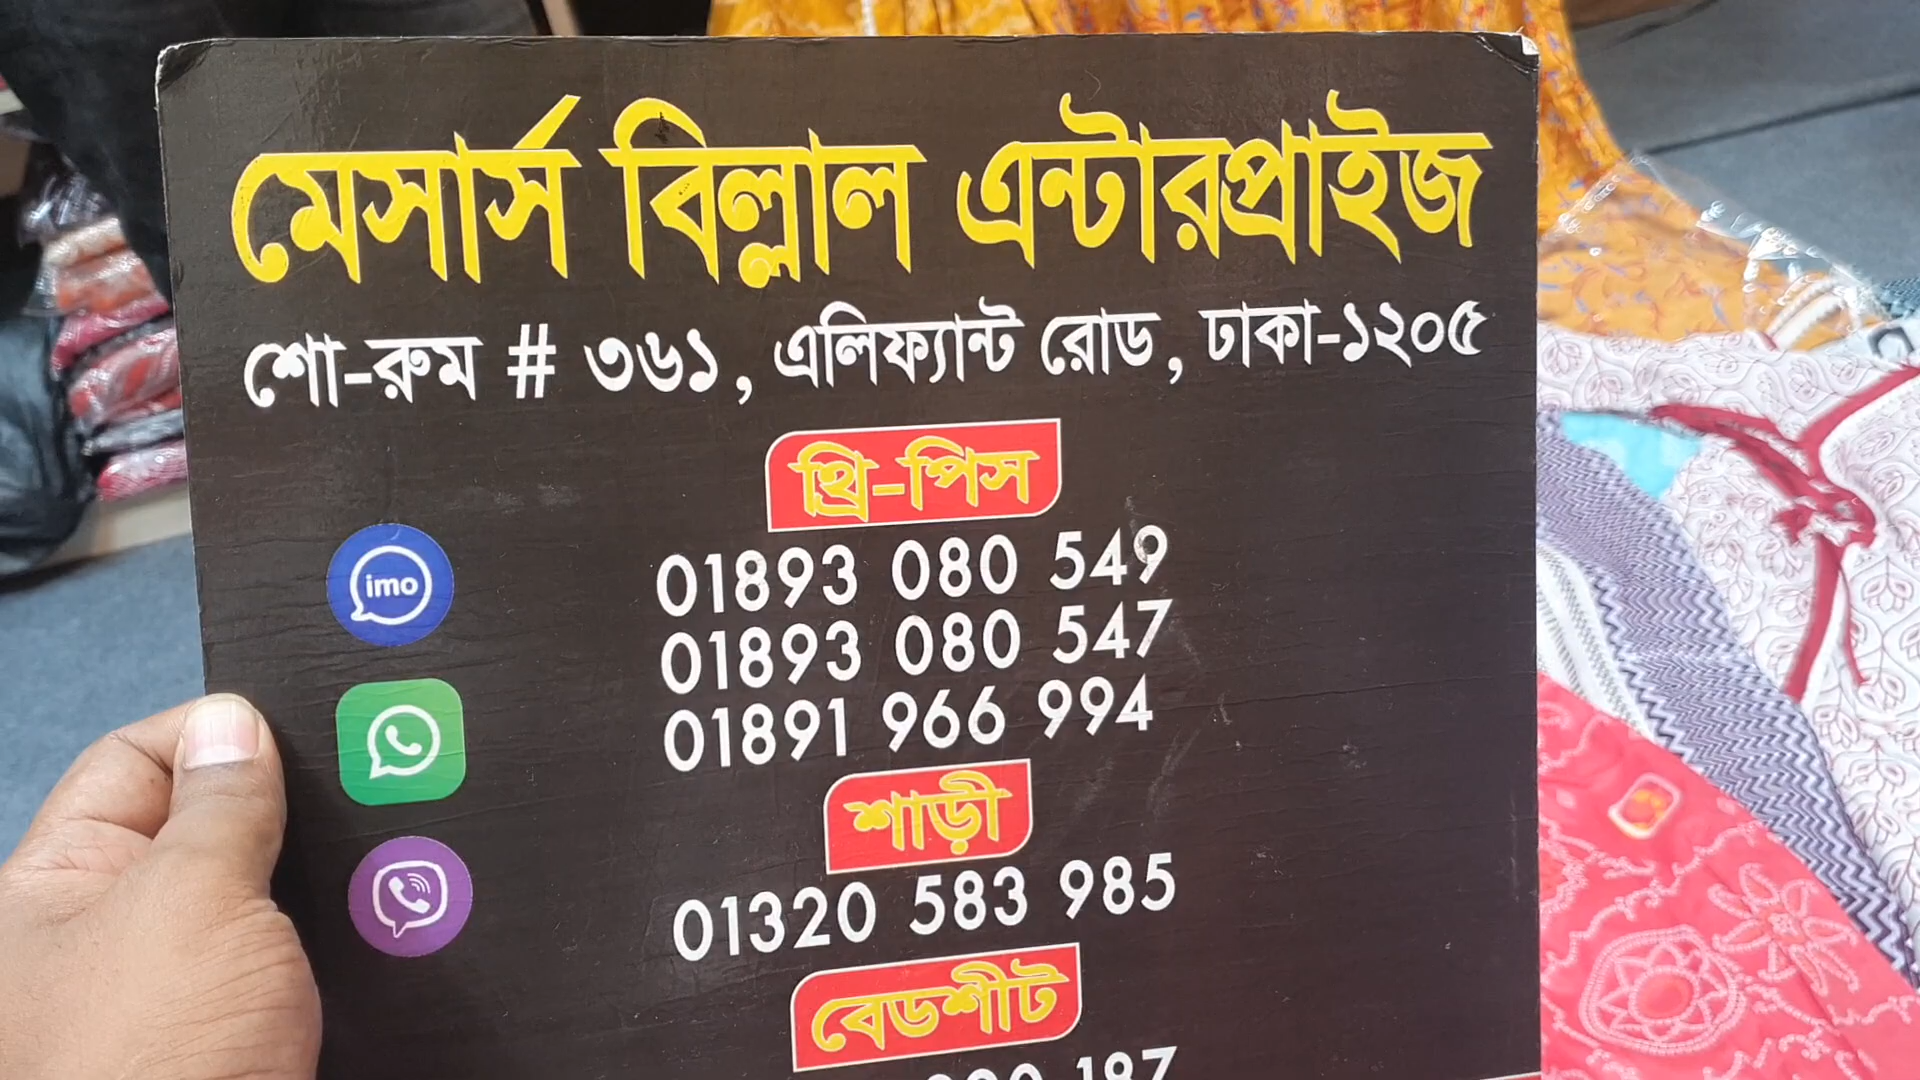 মেসার্স বিল্লাল এন্টারপ্রাইজ
শো-রুম # ৩৬১, এলিফ্যান্ট রোড, ঢাকা-১২০৫
থ্রি-পিস
imo
01893 080 549
01893 080 547
01891 966 994
শাড়ী
01320 583 985
বেডশীট
187